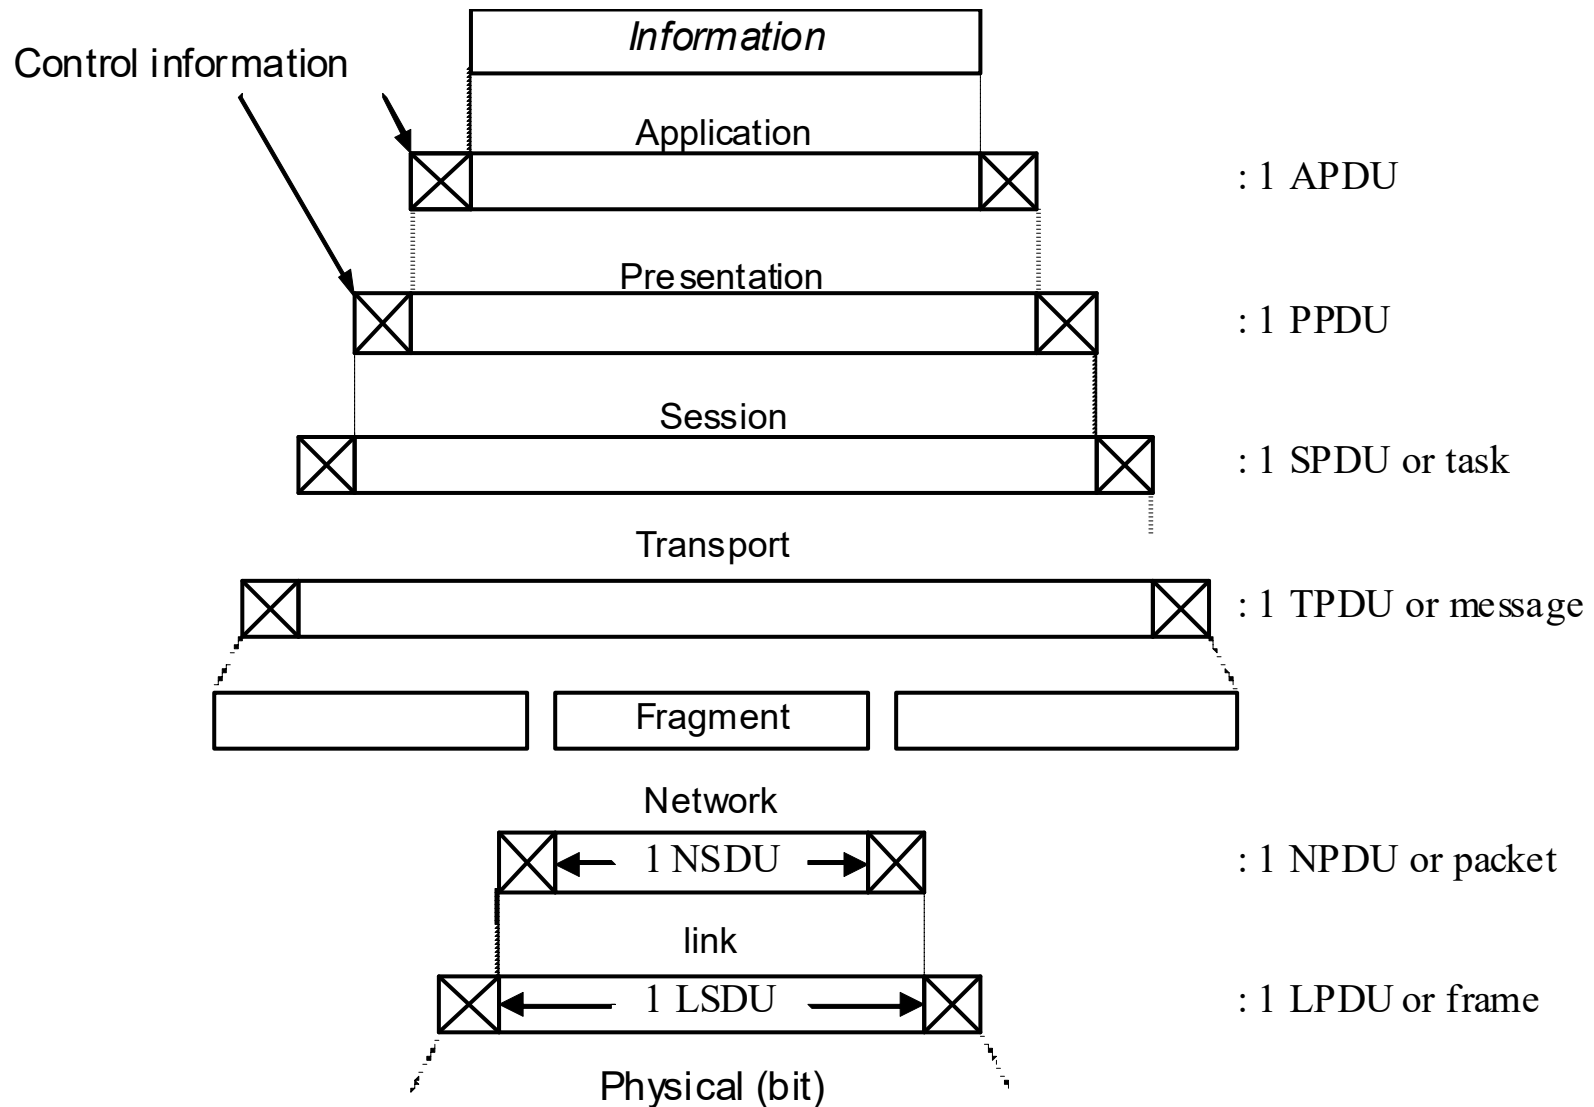 Information
Control information
Application
: 1 APDU
Presentation
: 1 PPDU
Session
: 1 SPDU or task
Transport
: 1 TPDU or message
Fragment
Network
1 NSDU
: 1 NPDU or packet
link
1 LSDU
: 1 LPDU or frame
Physical (bit)